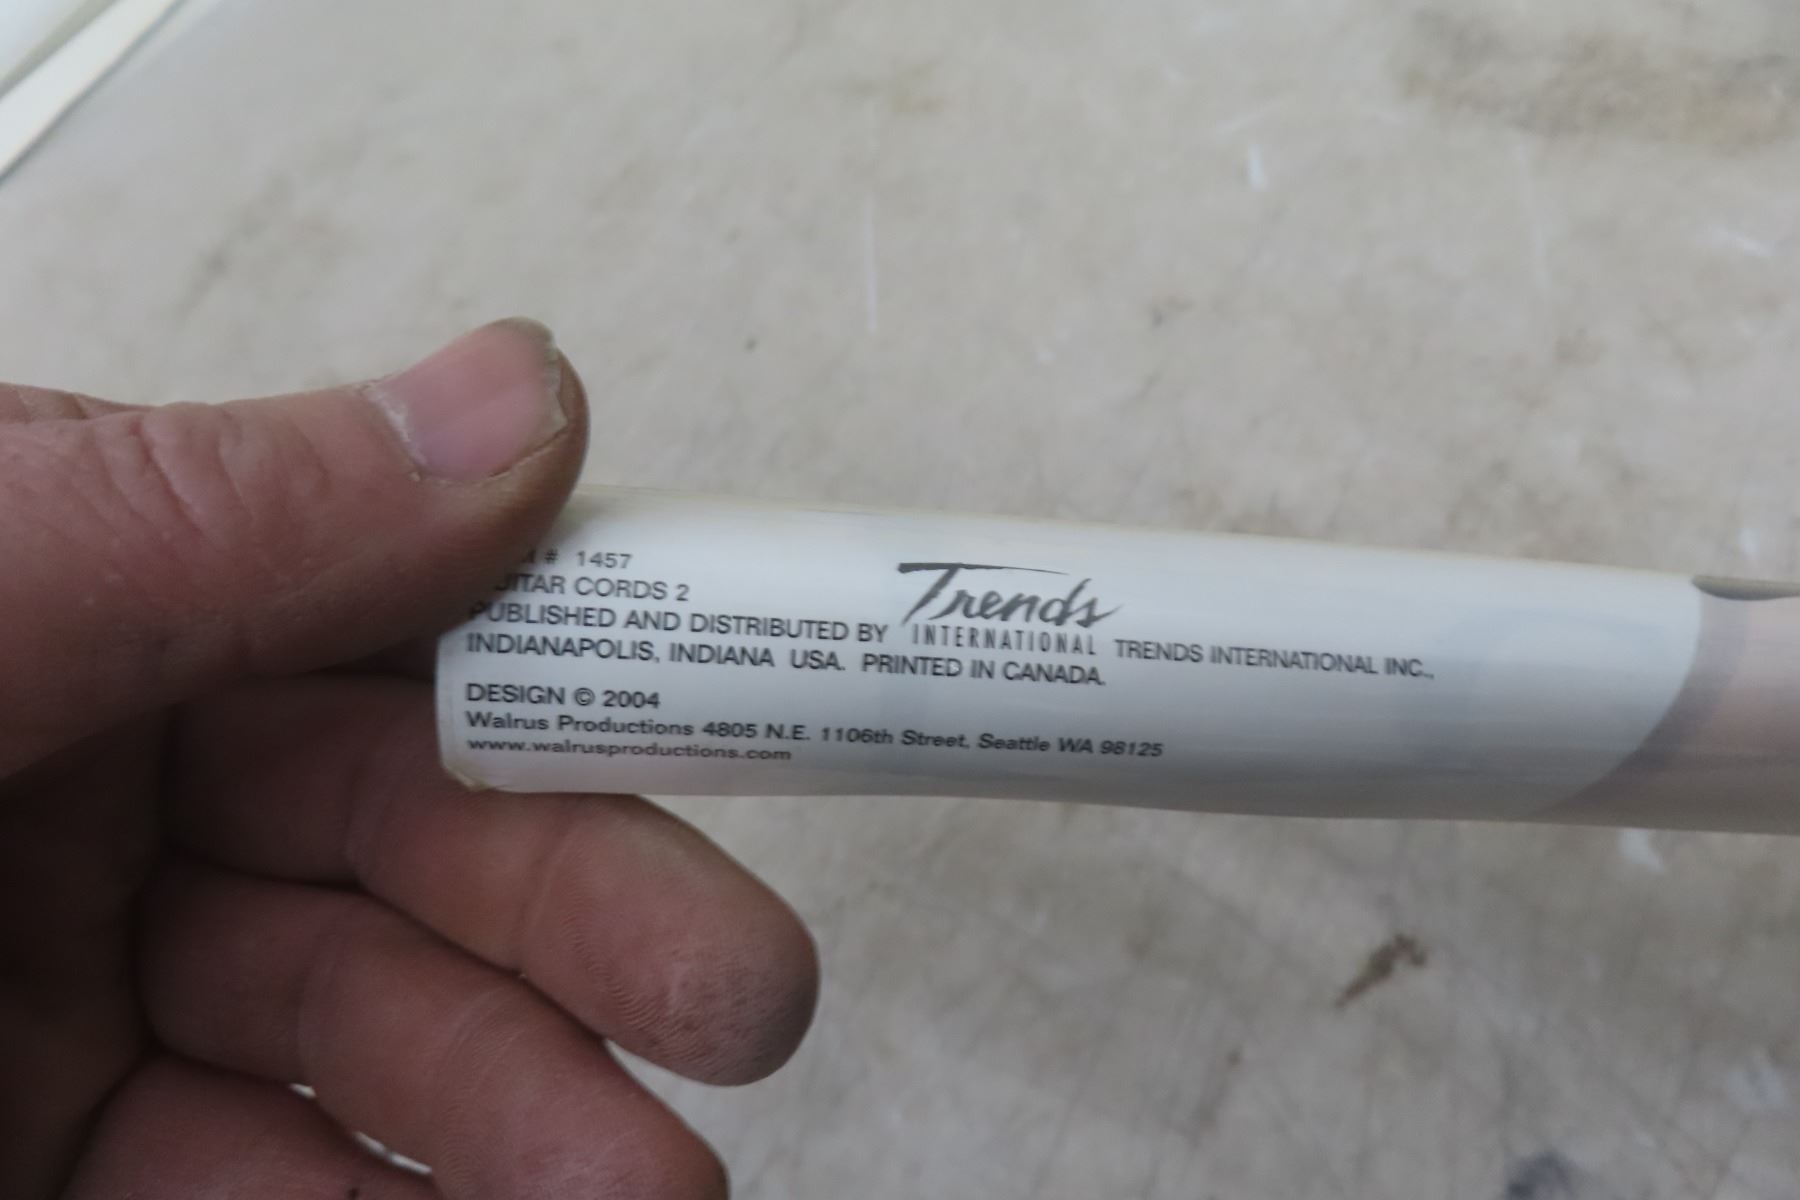 # 1457
GUITAR CORDS 2
PUBLISHED AND DISTRIBUTED BY Trends INTERNATIONAL TRENDS INTERNATIONAL INC.,
INDIANAPOLIS, INDIANA USA. PRINTED IN CANADA.
DESIGN © 2004
Walrus Productions 4805 N.E. 1106th Street, Seattle WA 98125
www.walrusproductions.com